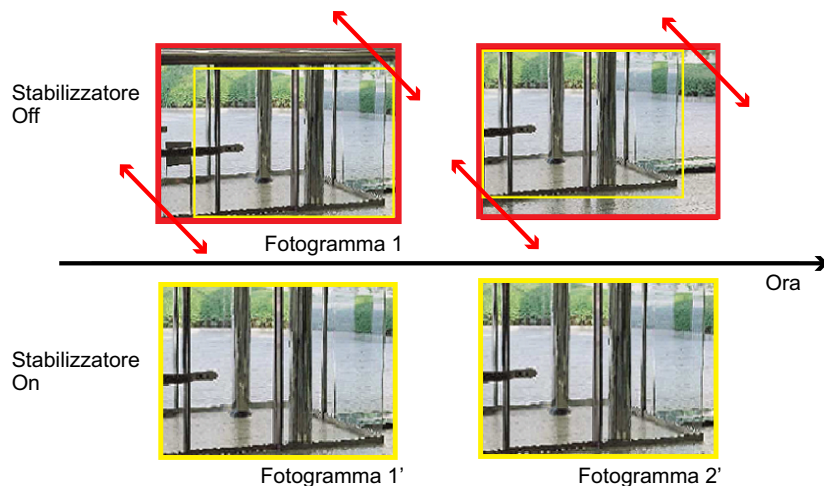 Stabilizzatore
Off
Fotogramma 1
Ora
Stabilizzatore
On
Fotogramma 1’
Fotogramma 2’